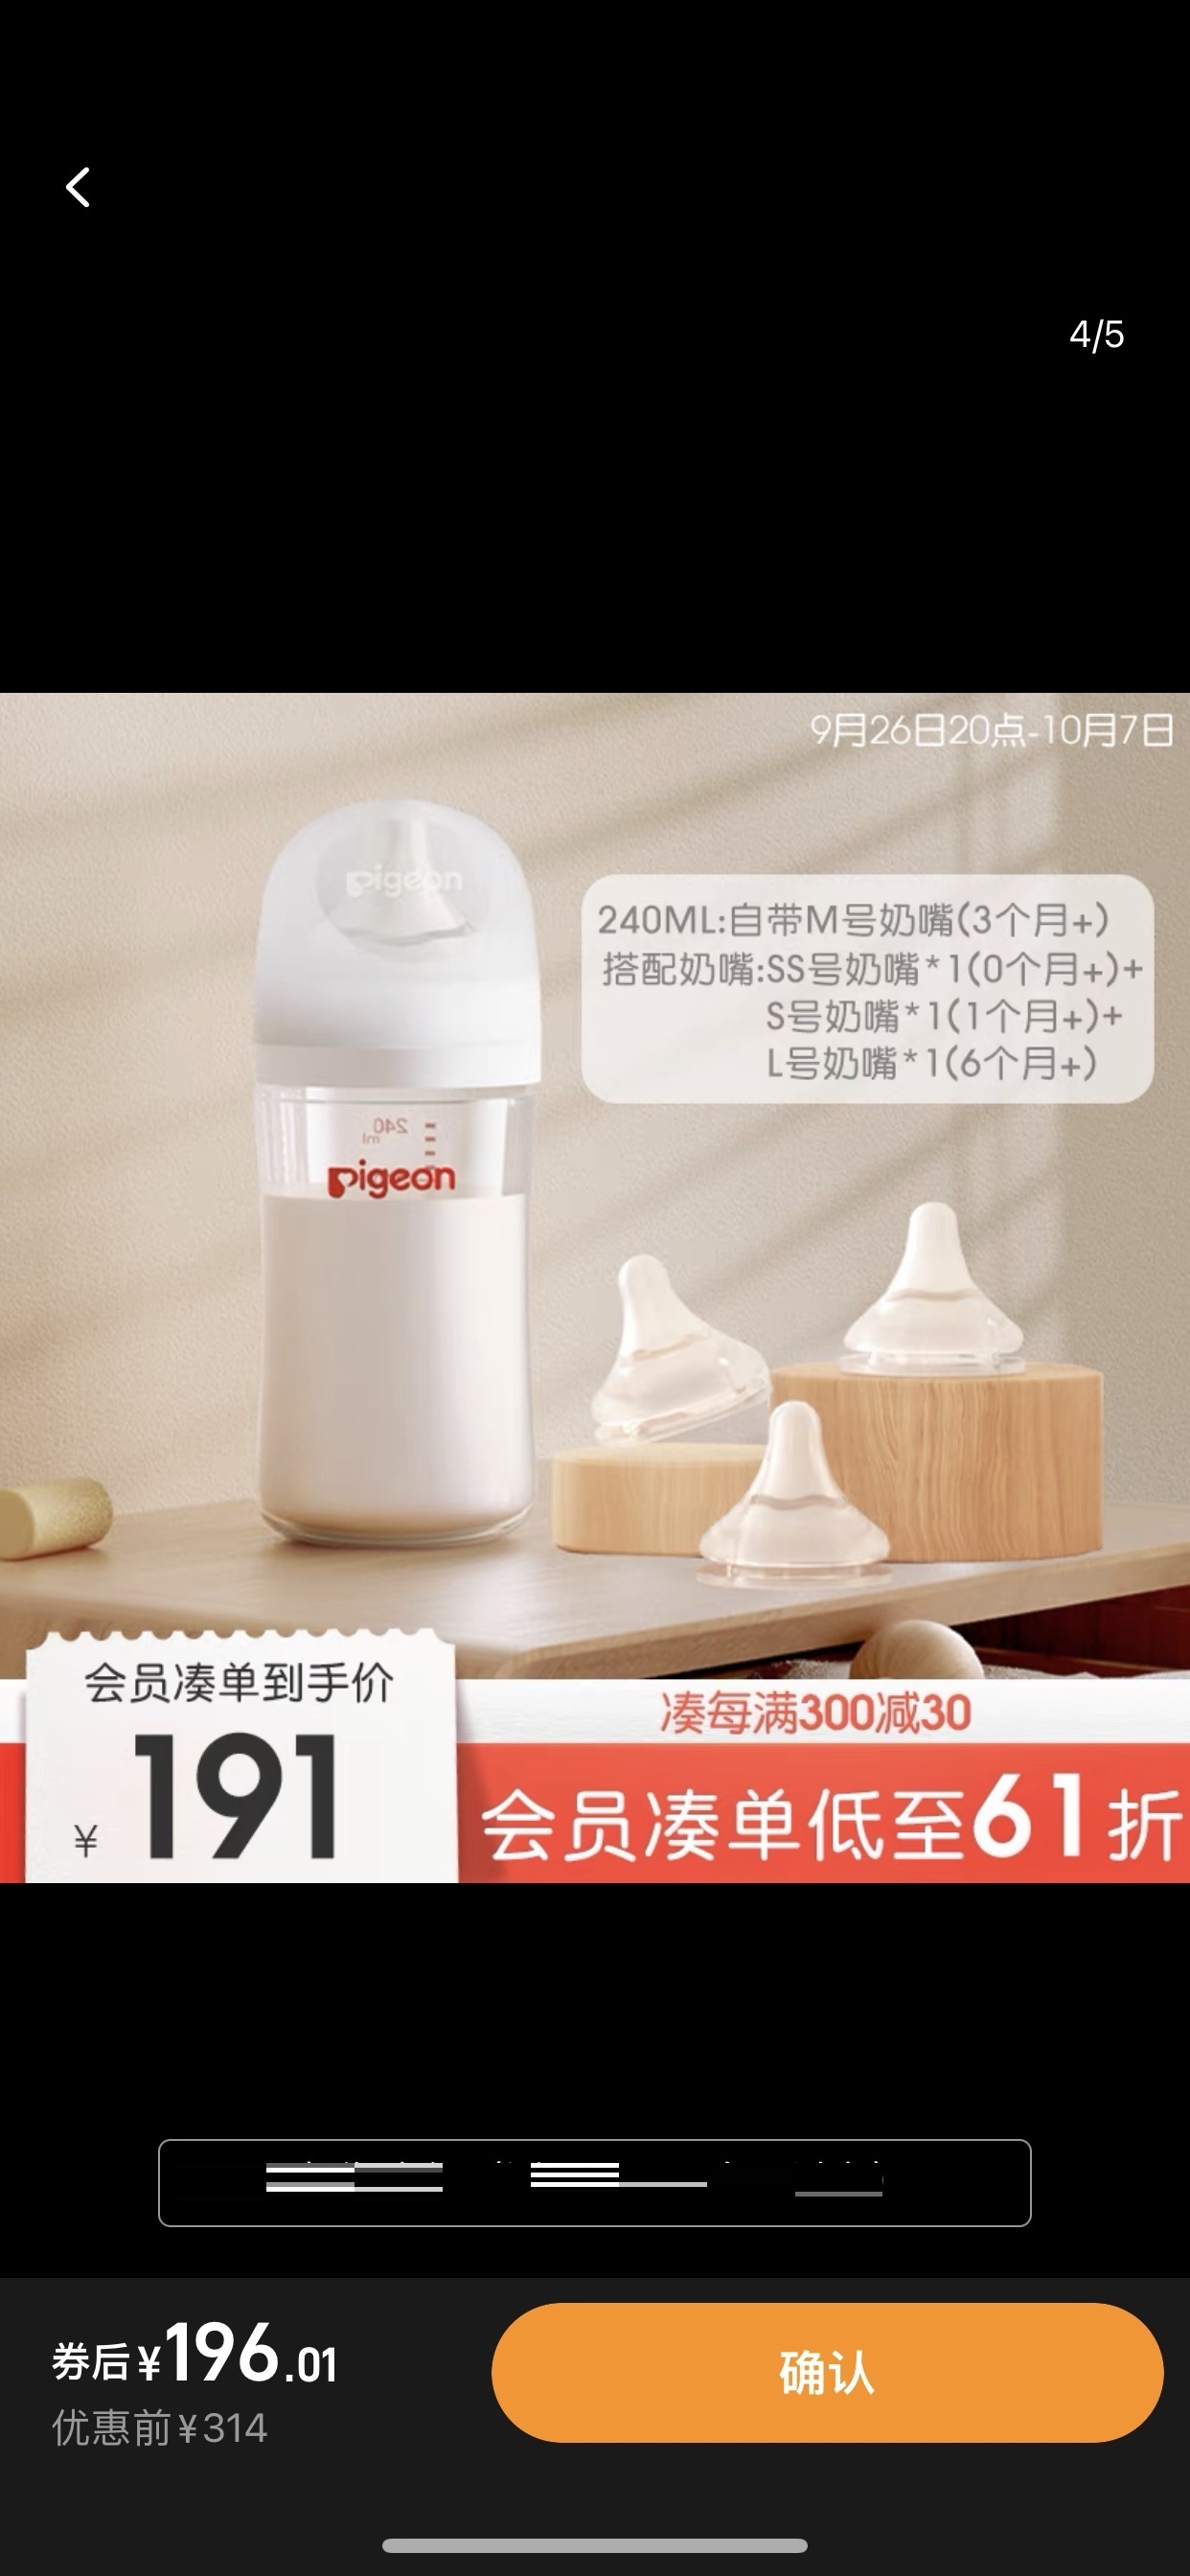 4/5
9月26日20点-10月7日
pigeon
240ML:自带M号奶嘴(3个月+)
搭配奶嘴:SS号奶嘴*1(0个月+)+
S号奶嘴*1(1个月+)+
L号奶嘴*1(6个月+)
240
ml
pigeon
会员凑单到手价
¥191
凑每满300减30
会员凑单低至61折
券后¥196.01
优惠前¥314
确认